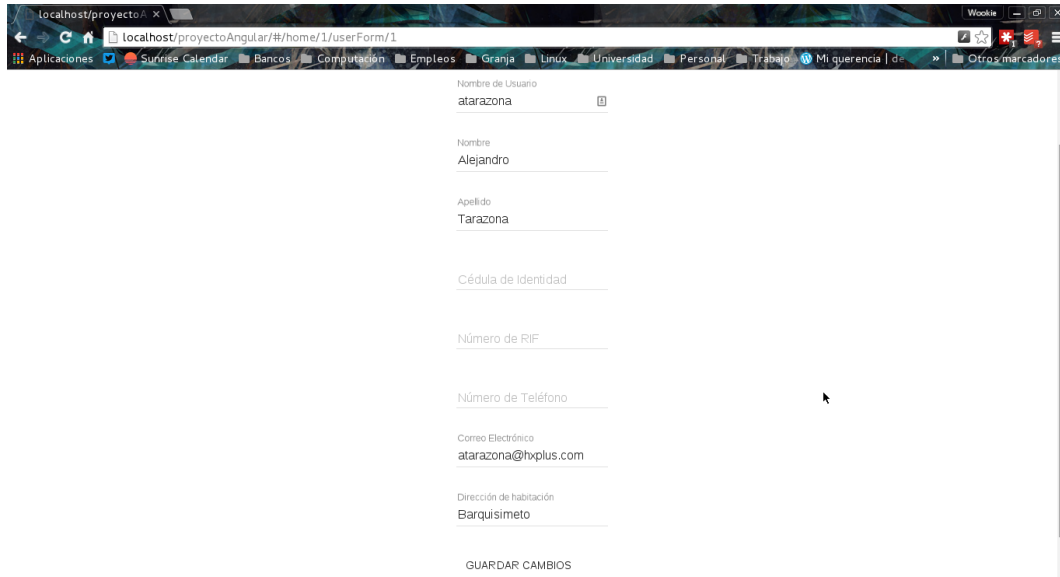 localhost/proyectoA
Wookie
localhost/proyectoAngular/#/home/1/userForm/1
Aplicaciones Sunrise Calendar Bancos Computación Empleos Granja Linux Universidad Personal Trabajo Mi querencia | de » Otros marcadores
Nombre de Usuario
atarazona
Nombre
Alejandro
Apellido
Tarazona
Cédula de Identidad
Número de RIF
Número de Teléfono
Correo Electrónico
atarazona@hxplus.com
Dirección de habitación
Barquisimeto
GUARDAR CAMBIOS